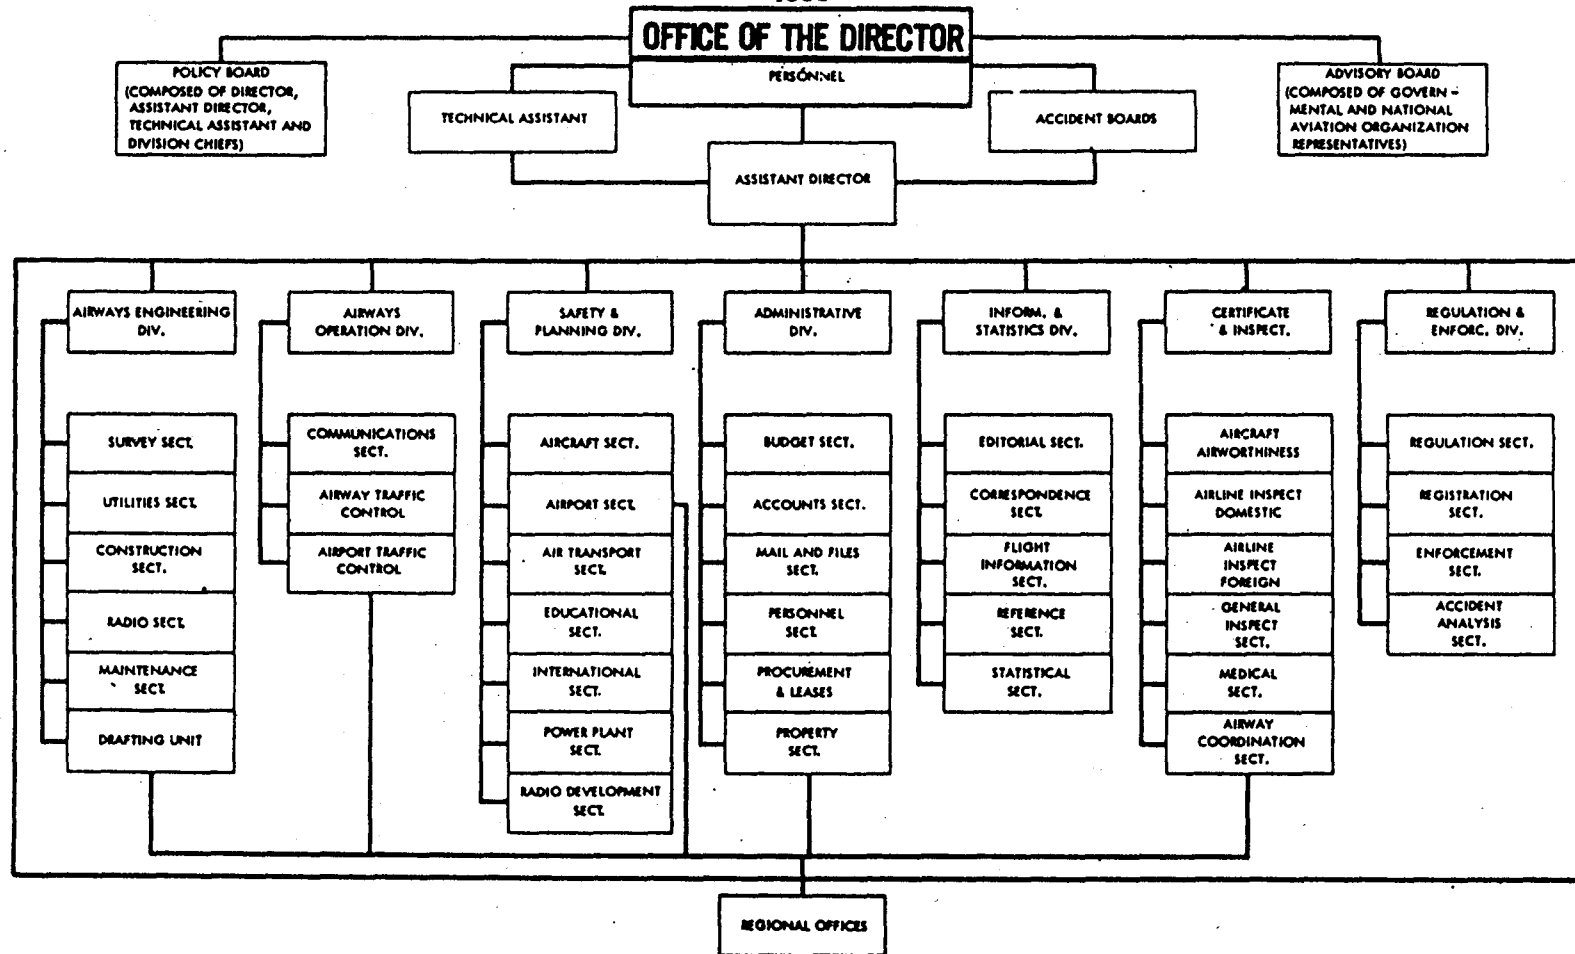 OFFICE OF THE DIRECTOR
PERSONNEL
POLICY BOARD
(COMPOSED OF DIRECTOR,
ASSISTANT DIRECTOR,
TECHNICAL ASSISTANT AND
DIVISION CHIEFS)
TECHNICAL ASSISTANT
ACCIDENT BOARDS
ADVISORY BOARD
(COMPOSED OF GOVERN -
MENTAL AND NATIONAL
AVIATION ORGANIZATION
REPRESENTATIVES)
ASSISTANT DIRECTOR
AIRWAYS ENGINEERING
DIV.
SURVEY SECT.
UTILITIES SECT.
CONSTRUCTION
SECT.
RADIO SECT.
MAINTENANCE
SECT.
DRAFTING UNIT
AIRWAYS
OPERATION DIV.
COMMUNICATIONS
SECT.
AIRWAY TRAFFIC
CONTROL
AIRPORT TRAFFIC
CONTROL
SAFETY &
PLANNING DIV.
AIRCRAFT SECT.
AIRPORT SECT.
AIR TRANSPORT
SECT.
EDUCATIONAL
SECT.
INTERNATIONAL
SECT.
POWER PLANT
SECT.
RADIO DEVELOPMENT
SECT.
ADMINISTRATIVE
DIV.
BUDGET SECT.
ACCOUNTS SECT.
MAIL AND FILES
SECT.
PERSONNEL
SECT.
PROCUREMENT
& LEASES
PROPERTY
SECT.
INFORM. &
STATISTICS DIV.
EDITORIAL SECT.
CORRESPONDENCE
SECT.
FLIGHT
INFORMATION
SECT.
REFERENCE
SECT.
STATISTICAL
SECT.
CERTIFICATE
& INSPECT.
AIRCRAFT
AIRWORTHINESS
AIRLINE INSPECT
DOMESTIC
AIRLINE
INSPECT
FOREIGN
GENERAL
INSPECT
SECT.
MEDICAL
SECT.
AIRWAY
COORDINATION
SECT.
REGULATION &
ENFORC. DIV.
REGULATION SECT.
REGISTRATION
SECT.
ENFORCEMENT
SECT.
ACCIDENT
ANALYSIS
SECT.
REGIONAL OFFICES